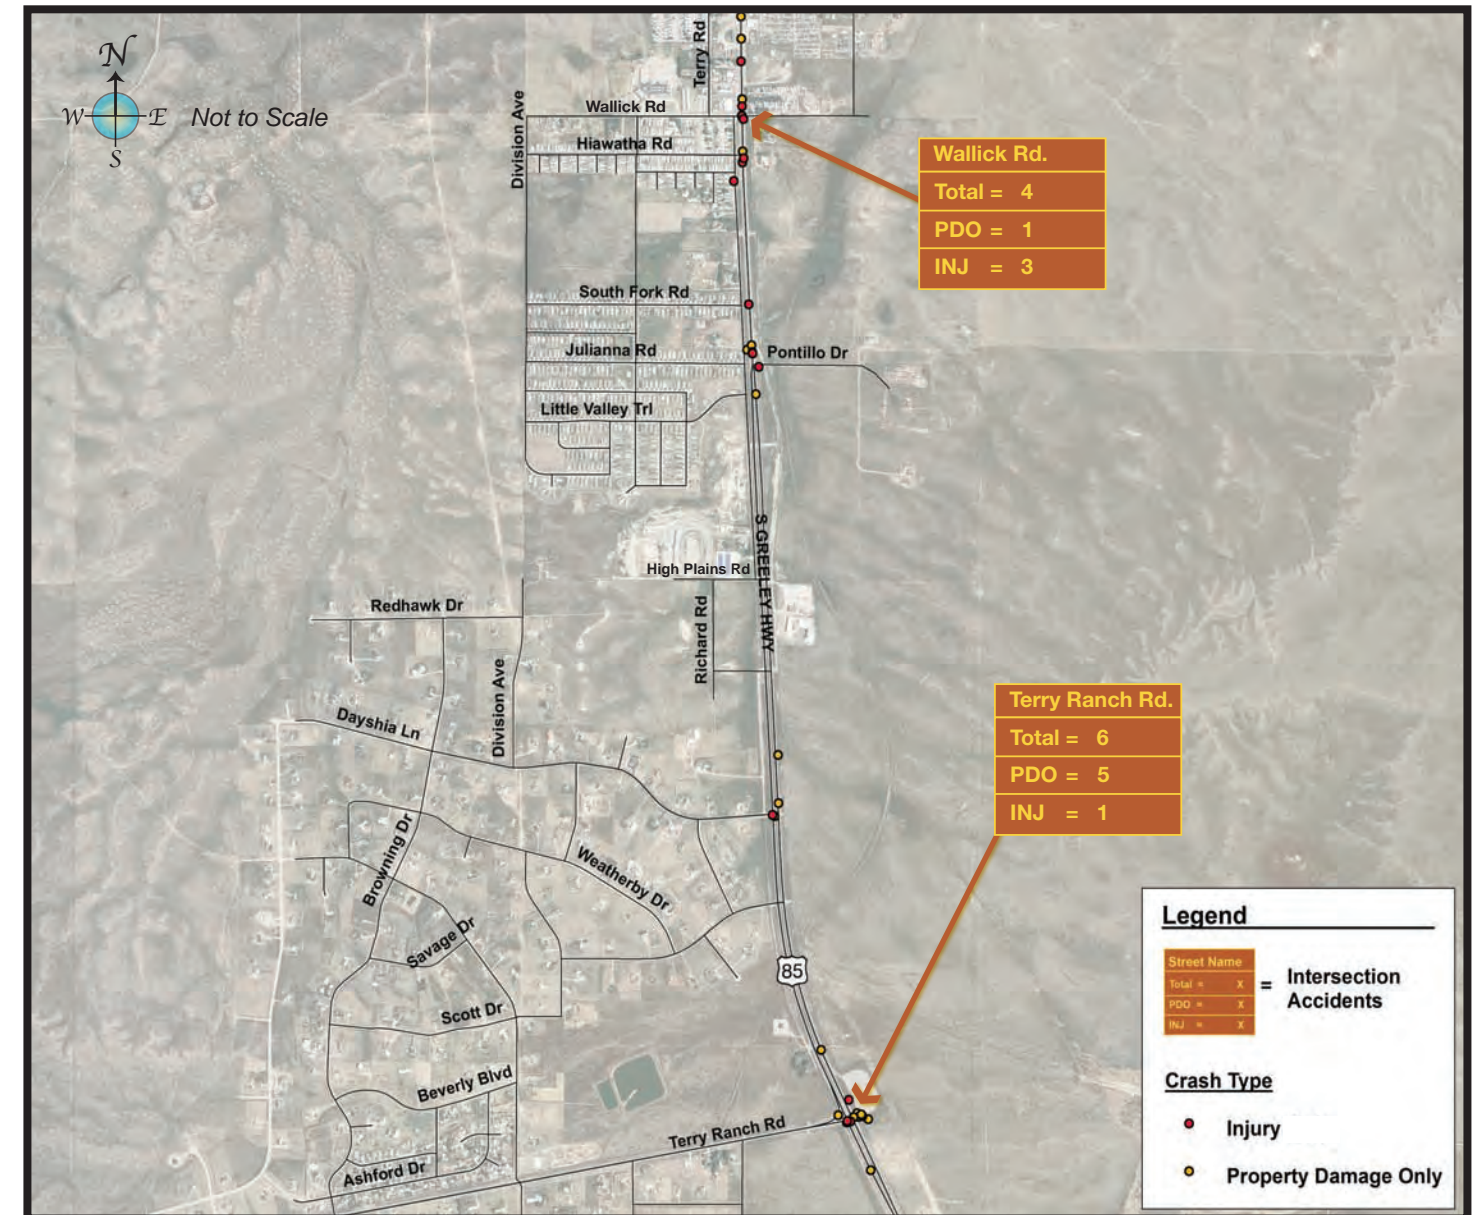 N
W
E
S
Not to Scale
Terry Rd
Division Ave
Wallick Rd
Hiawatha Rd
Wallick Rd.
Total = 4
PDO = 1
INJ = 3
South Fork Rd
Julianna Rd
Pontillo Dr
Little Valley Trl
S GREELEY HWY
High Plains Rd
Redhawk Dr
Richard Rd
Division Ave
Dayshia Ln
Terry Ranch Rd.
Total = 6
PDO = 5
INJ = 1
Browning Dr
Weatherby Dr
Savage Dr
85
Scott Dr
Beverly Blvd
Terry Ranch Rd
Ashford Dr
Legend
Street Name
Total = X
PDO = X
INJ = X
= Intersection
Accidents
Crash Type
Injury
Property Damage Only